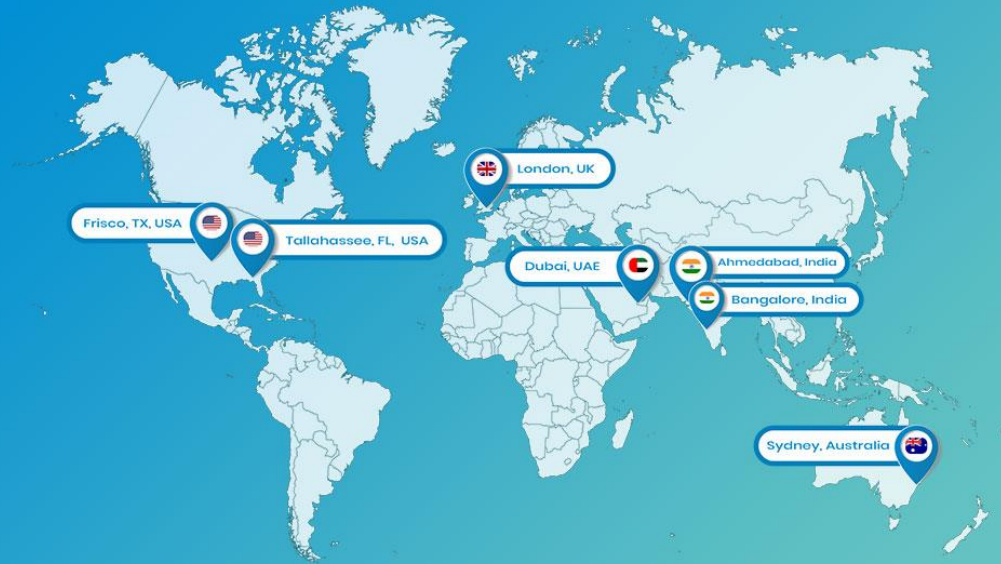 London, UK
Frisco, TX, USA
Tallahassee, FL, USA
Dubai, UAE
Ahmedabad, India
Bangalore, India
Sydney, Australia